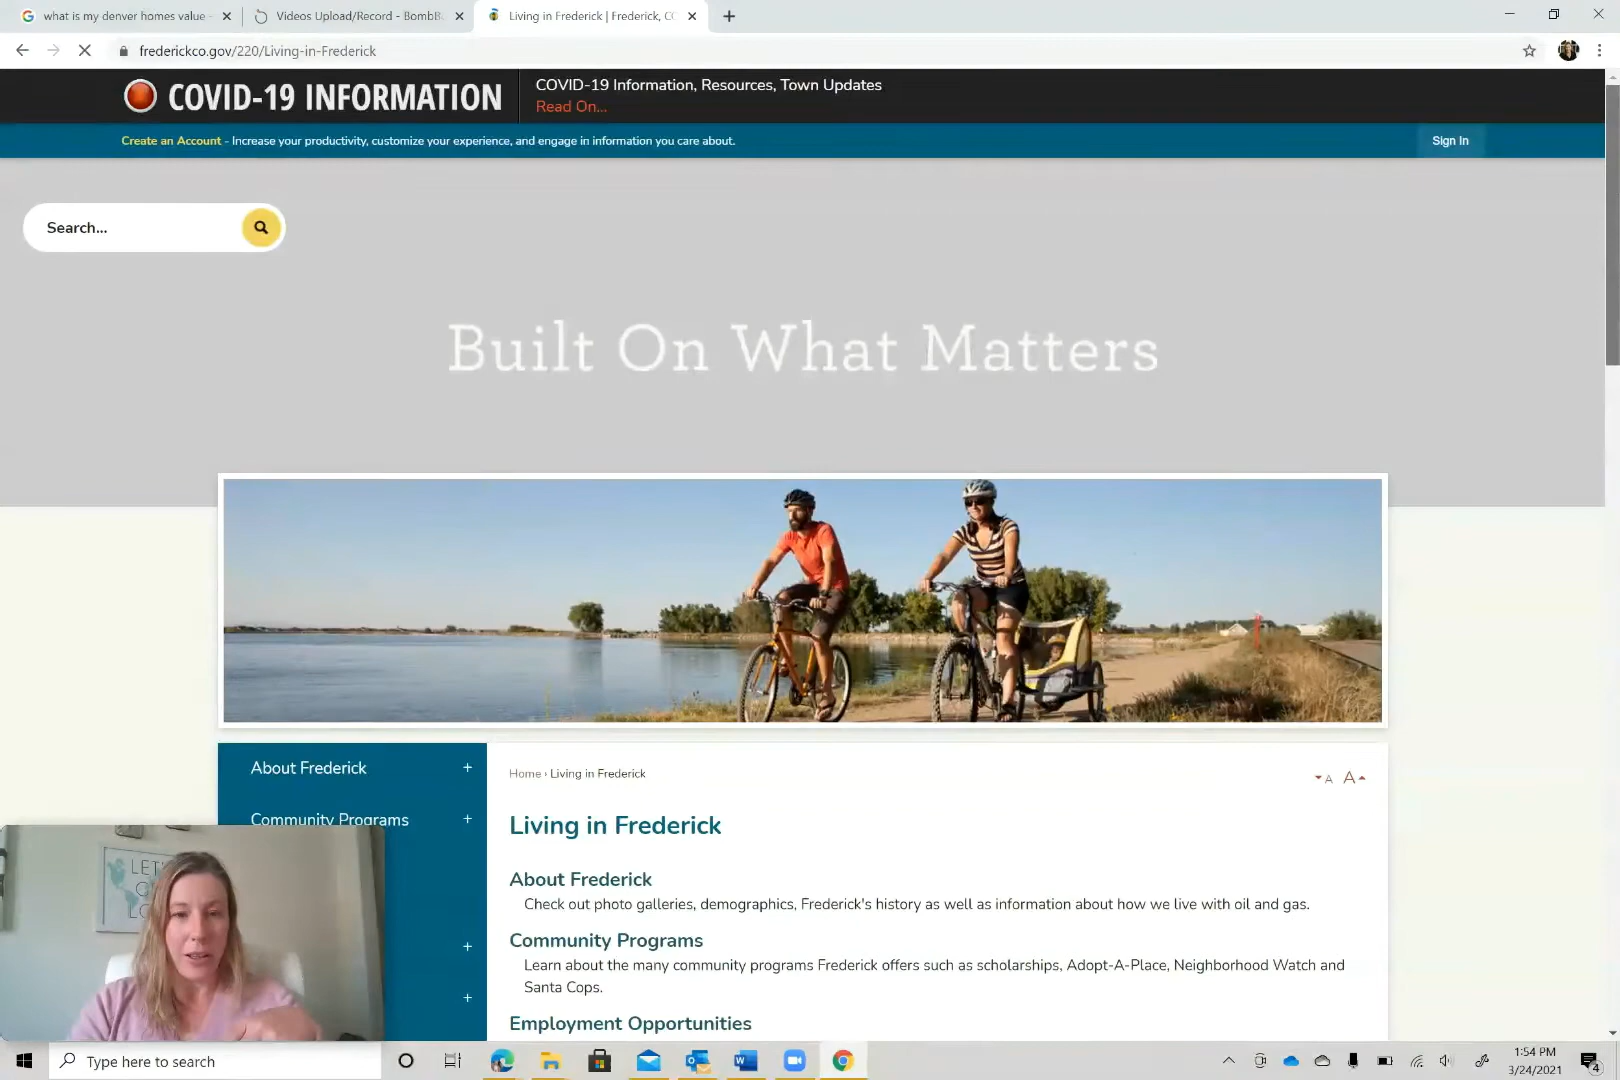 what is my denver homes value -
Videos Upload/Record - BombB
Living in Frederick | Frederick, CO
frederickco.gov/220/Living-in-Frederick
COVID-19 INFORMATION
COVID-19 Information, Resources, Town Updates
Read On...
Create an Account - Increase your productivity, customize your experience, and engage in information you care about.
Sign In
Search...
Built On What Matters
About Frederick +
Community Programs +
+
+
Home › Living in Frederick
A A
Living in Frederick
About Frederick
Check out photo galleries, demographics, Frederick's history as well as information about how we live with oil and gas.
Community Programs
Learn about the many community programs Frederick offers such as scholarships, Adopt-A-Place, Neighborhood Watch and
Santa Cops.
Employment Opportunities
LET'
Type here to search
1:54 PM
3/24/2021
4